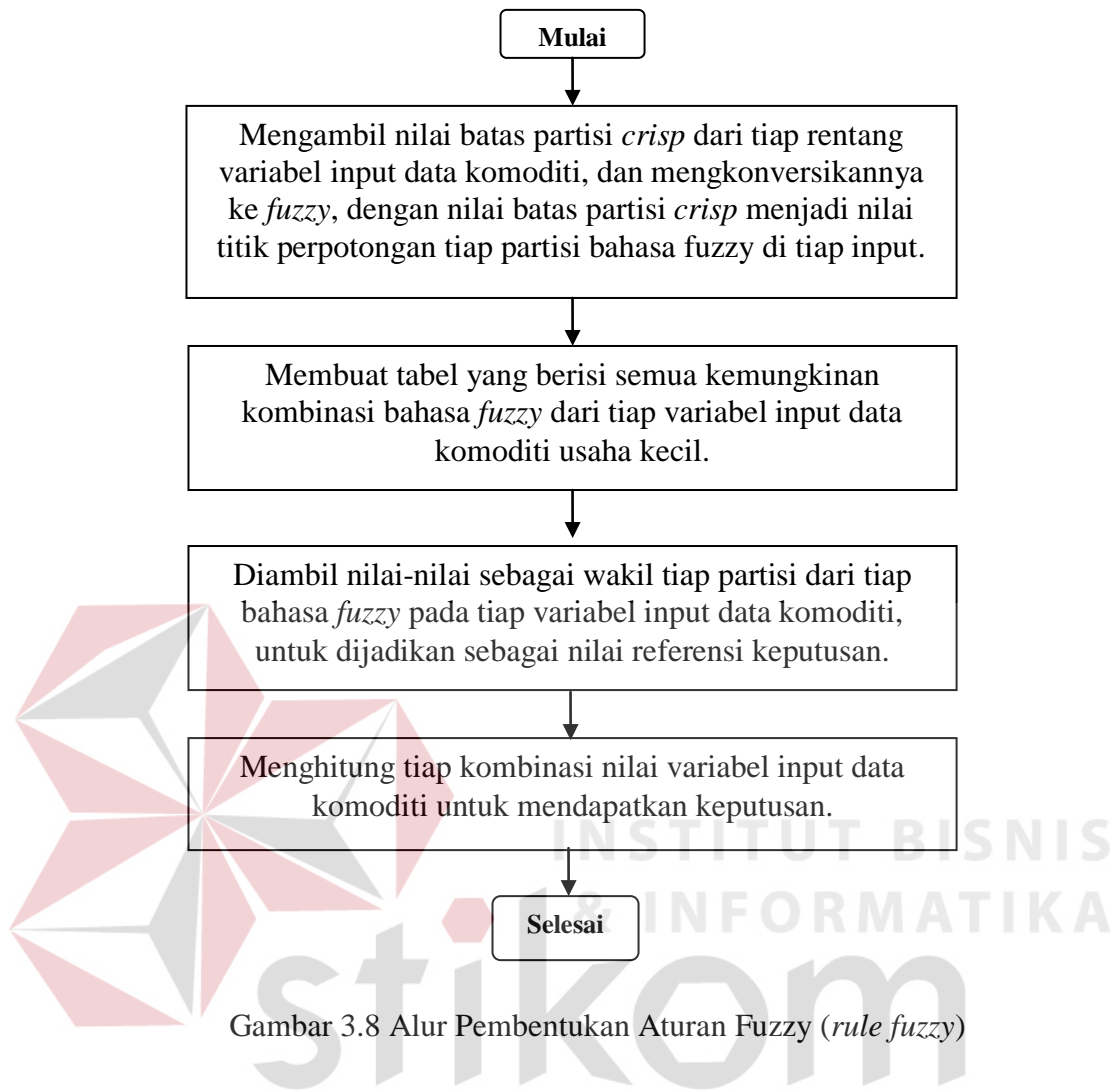 Mulai
Mengambil nilai batas partisi crisp dari tiap rentang
variabel input data komoditi, dan mengkonversikannya
ke fuzzy, dengan nilai batas partisi crisp menjadi nilai
titik perpotongan tiap partisi bahasa fuzzy di tiap input.
Membuat tabel yang berisi semua kemungkinan
kombinasi bahasa fuzzy dari tiap variabel input data
komoditi usaha kecil.
Diambil nilai-nilai sebagai wakil tiap partisi dari tiap
bahasa fuzzy pada tiap variabel input data komoditi,
untuk dijadikan sebagai nilai referensi keputusan.
Menghitung tiap kombinasi nilai variabel input data
komoditi untuk mendapatkan keputusan.
INSTITUT BISNIS
& INFORMATIKA
Selesai
stikom
Gambar 3.8 Alur Pembentukan Aturan Fuzzy (rule fuzzy)